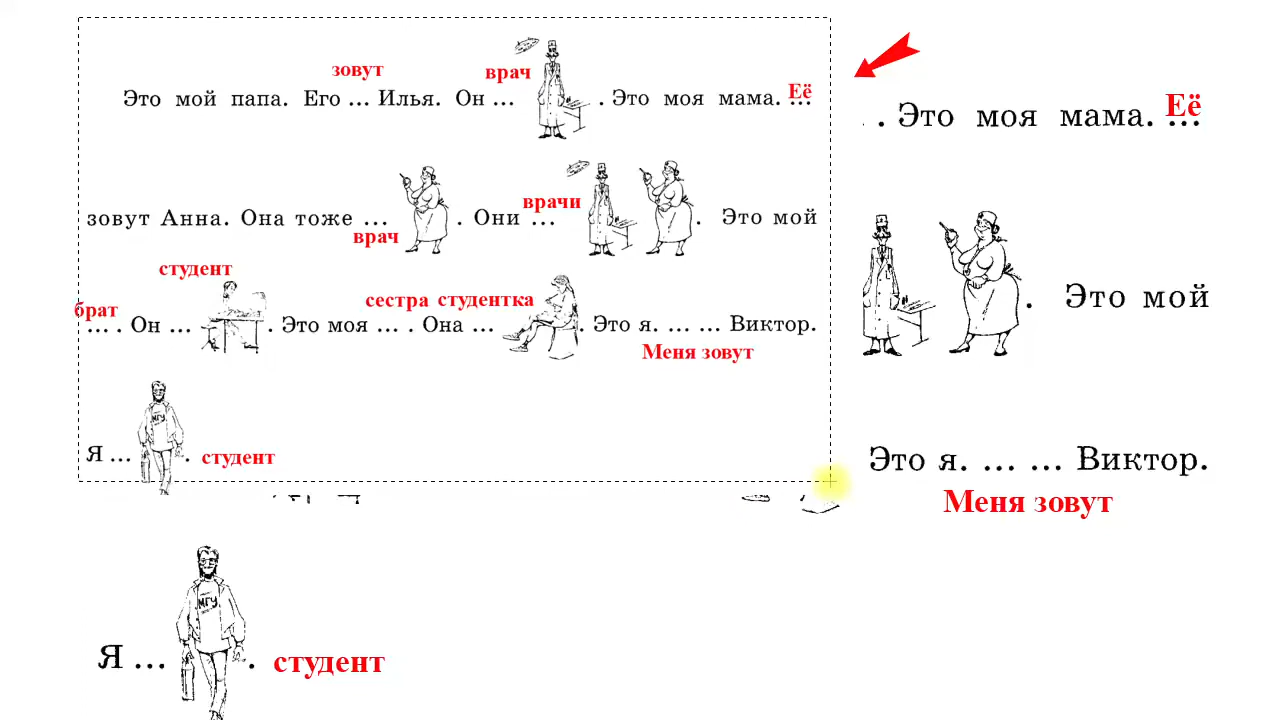 зовут
врач
Это мой папа. Его ... Илья. Он ... . Это моя мама. ...
Её
зовут Анна. Она тоже ... . Они ... . Это мой
врач
врачи
студент
брат
сестра студентка
... . Он ... . Это моя ... . Она ... . Это я. ... ... Виктор.
Меня зовут
МГУ
Я ... . студент
. Это моя мама. ...
Её
. Это мой
Это я. ... ... Виктор.
Меня зовут
МГУ
Я ... . студент